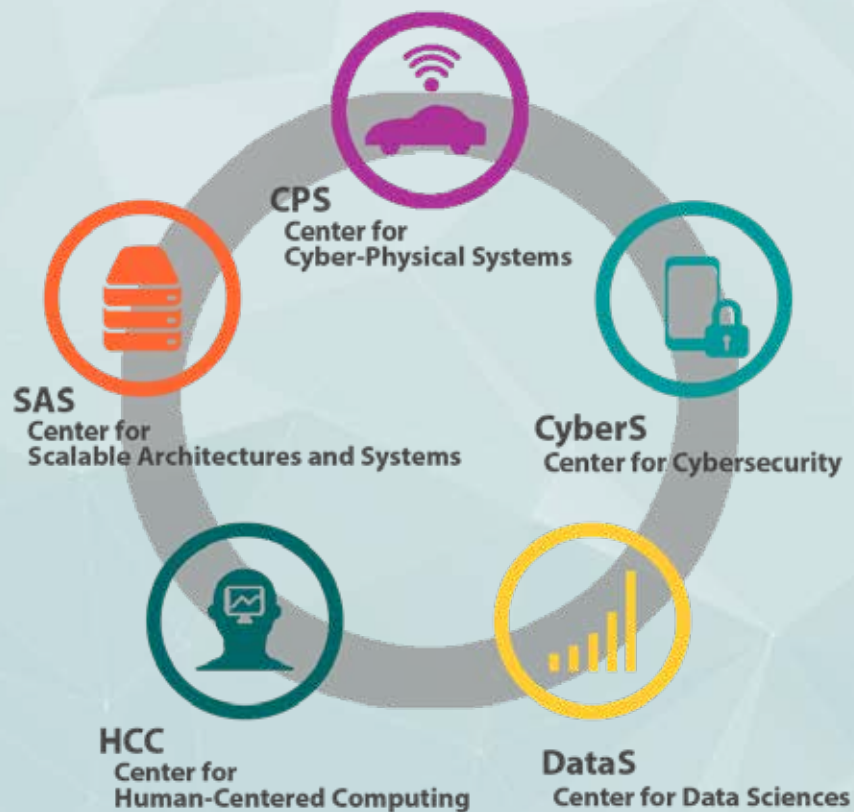 CPS
Center for
Cyber-Physical Systems
SAS
Center for
Scalable Architectures and Systems
CyberS
Center for Cybersecurity
HCC
Center for
Human-Centered Computing
DataS
Center for Data Sciences